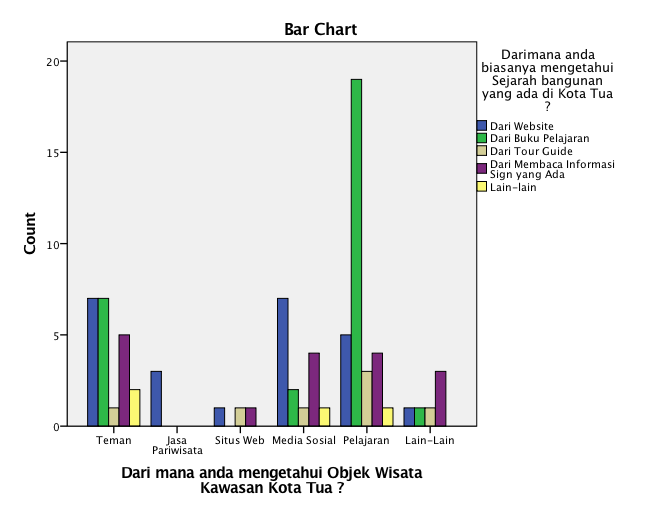 Bar Chart
Darimana anda
biasanya mengetahui
Sejarah bangunan
yang ada di Kota Tua
?
Dari Website
Dari Buku Pelajaran
Dari Tour Guide
Dari Membaca Informasi
Sign yang Ada
Lain-lain
Count
20
15
10
5
0
Teman
Jasa
Pariwisata
Situs Web
Media Sosial
Pelajaran
Lain-Lain
Dari mana anda mengetahui Objek Wisata
Kawasan Kota Tua ?